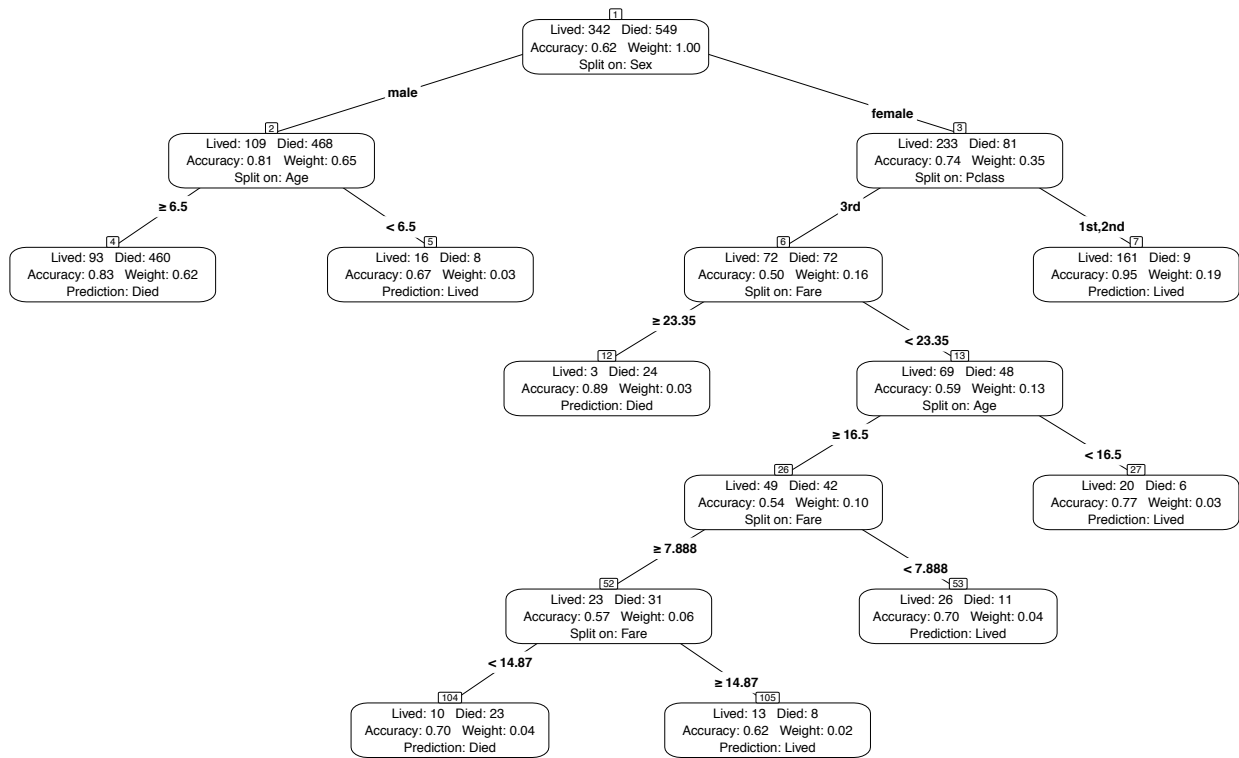 1
Lived: 342 Died: 549
Accuracy: 0.62 Weight: 1.00
Split on: Sex
male
female
2
Lived: 109 Died: 468
Accuracy: 0.81 Weight: 0.65
Split on: Age
3
Lived: 233 Died: 81
Accuracy: 0.74 Weight: 0.35
Split on: Pclass
≥ 6.5
< 6.5
3rd
1st,2nd
4
Lived: 93 Died: 460
Accuracy: 0.83 Weight: 0.62
Prediction: Died
5
Lived: 16 Died: 8
Accuracy: 0.67 Weight: 0.03
Prediction: Lived
6
Lived: 72 Died: 72
Accuracy: 0.50 Weight: 0.16
Split on: Fare
7
Lived: 161 Died: 9
Accuracy: 0.95 Weight: 0.19
Prediction: Lived
≥ 23.35
< 23.35
12
Lived: 3 Died: 24
Accuracy: 0.89 Weight: 0.03
Prediction: Died
13
Lived: 69 Died: 48
Accuracy: 0.59 Weight: 0.13
Split on: Age
≥ 16.5
< 16.5
26
Lived: 49 Died: 42
Accuracy: 0.54 Weight: 0.10
Split on: Fare
27
Lived: 20 Died: 6
Accuracy: 0.77 Weight: 0.03
Prediction: Lived
≥ 7.888
< 7.888
52
Lived: 23 Died: 31
Accuracy: 0.57 Weight: 0.06
Split on: Fare
53
Lived: 26 Died: 11
Accuracy: 0.70 Weight: 0.04
Prediction: Lived
< 14.87
≥ 14.87
104
Lived: 10 Died: 23
Accuracy: 0.70 Weight: 0.04
Prediction: Died
105
Lived: 13 Died: 8
Accuracy: 0.62 Weight: 0.02
Prediction: Lived